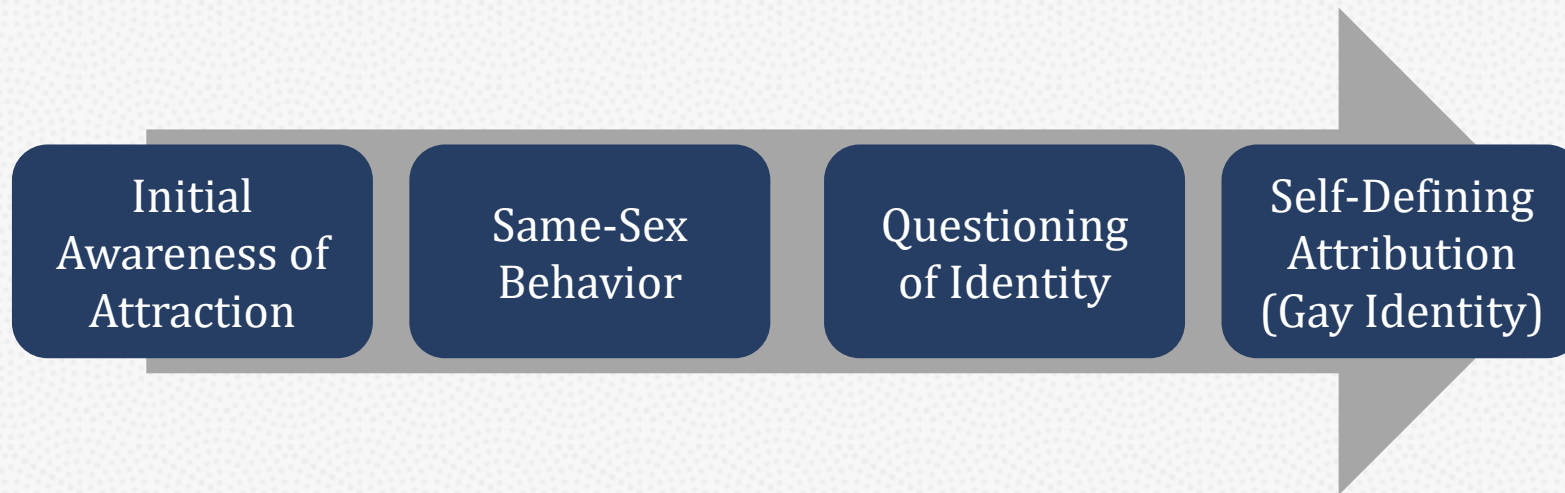 Initial
Awareness of
Attraction
Same-Sex
Behavior
Questioning
of Identity
Self-Defining
Attribution
(Gay Identity)